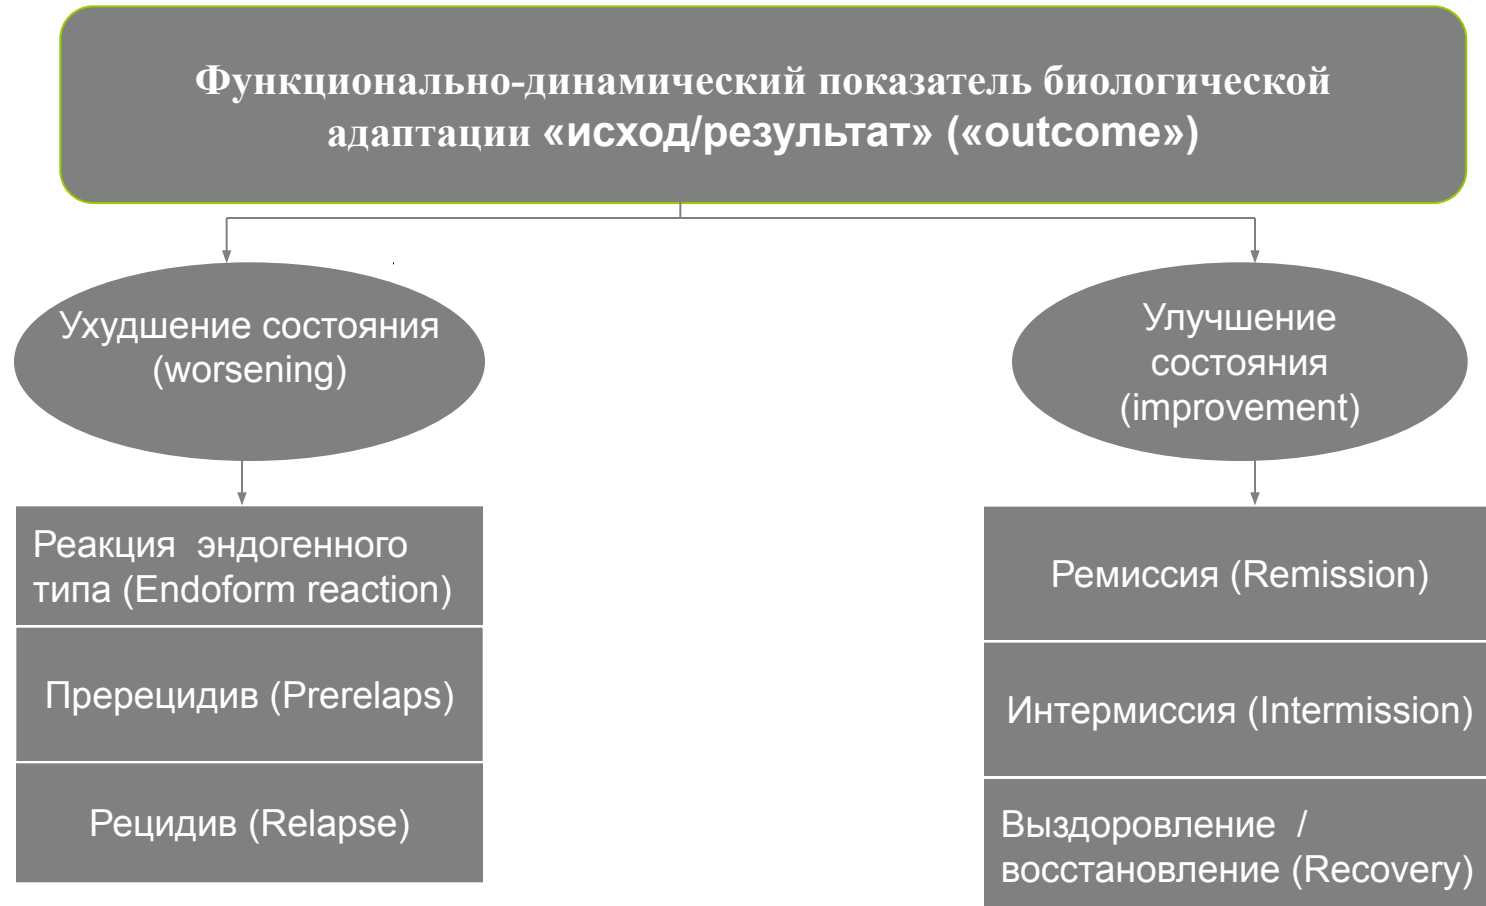 Функционально-динамический показатель биологической
адаптации «исход/результат» («outcome»)
Ухудшение состояния
(worsening)
Улучшение
состояния
(improvement)
Реакция эндогенного
типа (Endoform reaction)
Пререцидив (Prerelaps)
Рецидив (Relapse)
Ремиссия (Remission)
Интермиссия (Intermission)
Выздоровление /
восстановление (Recovery)